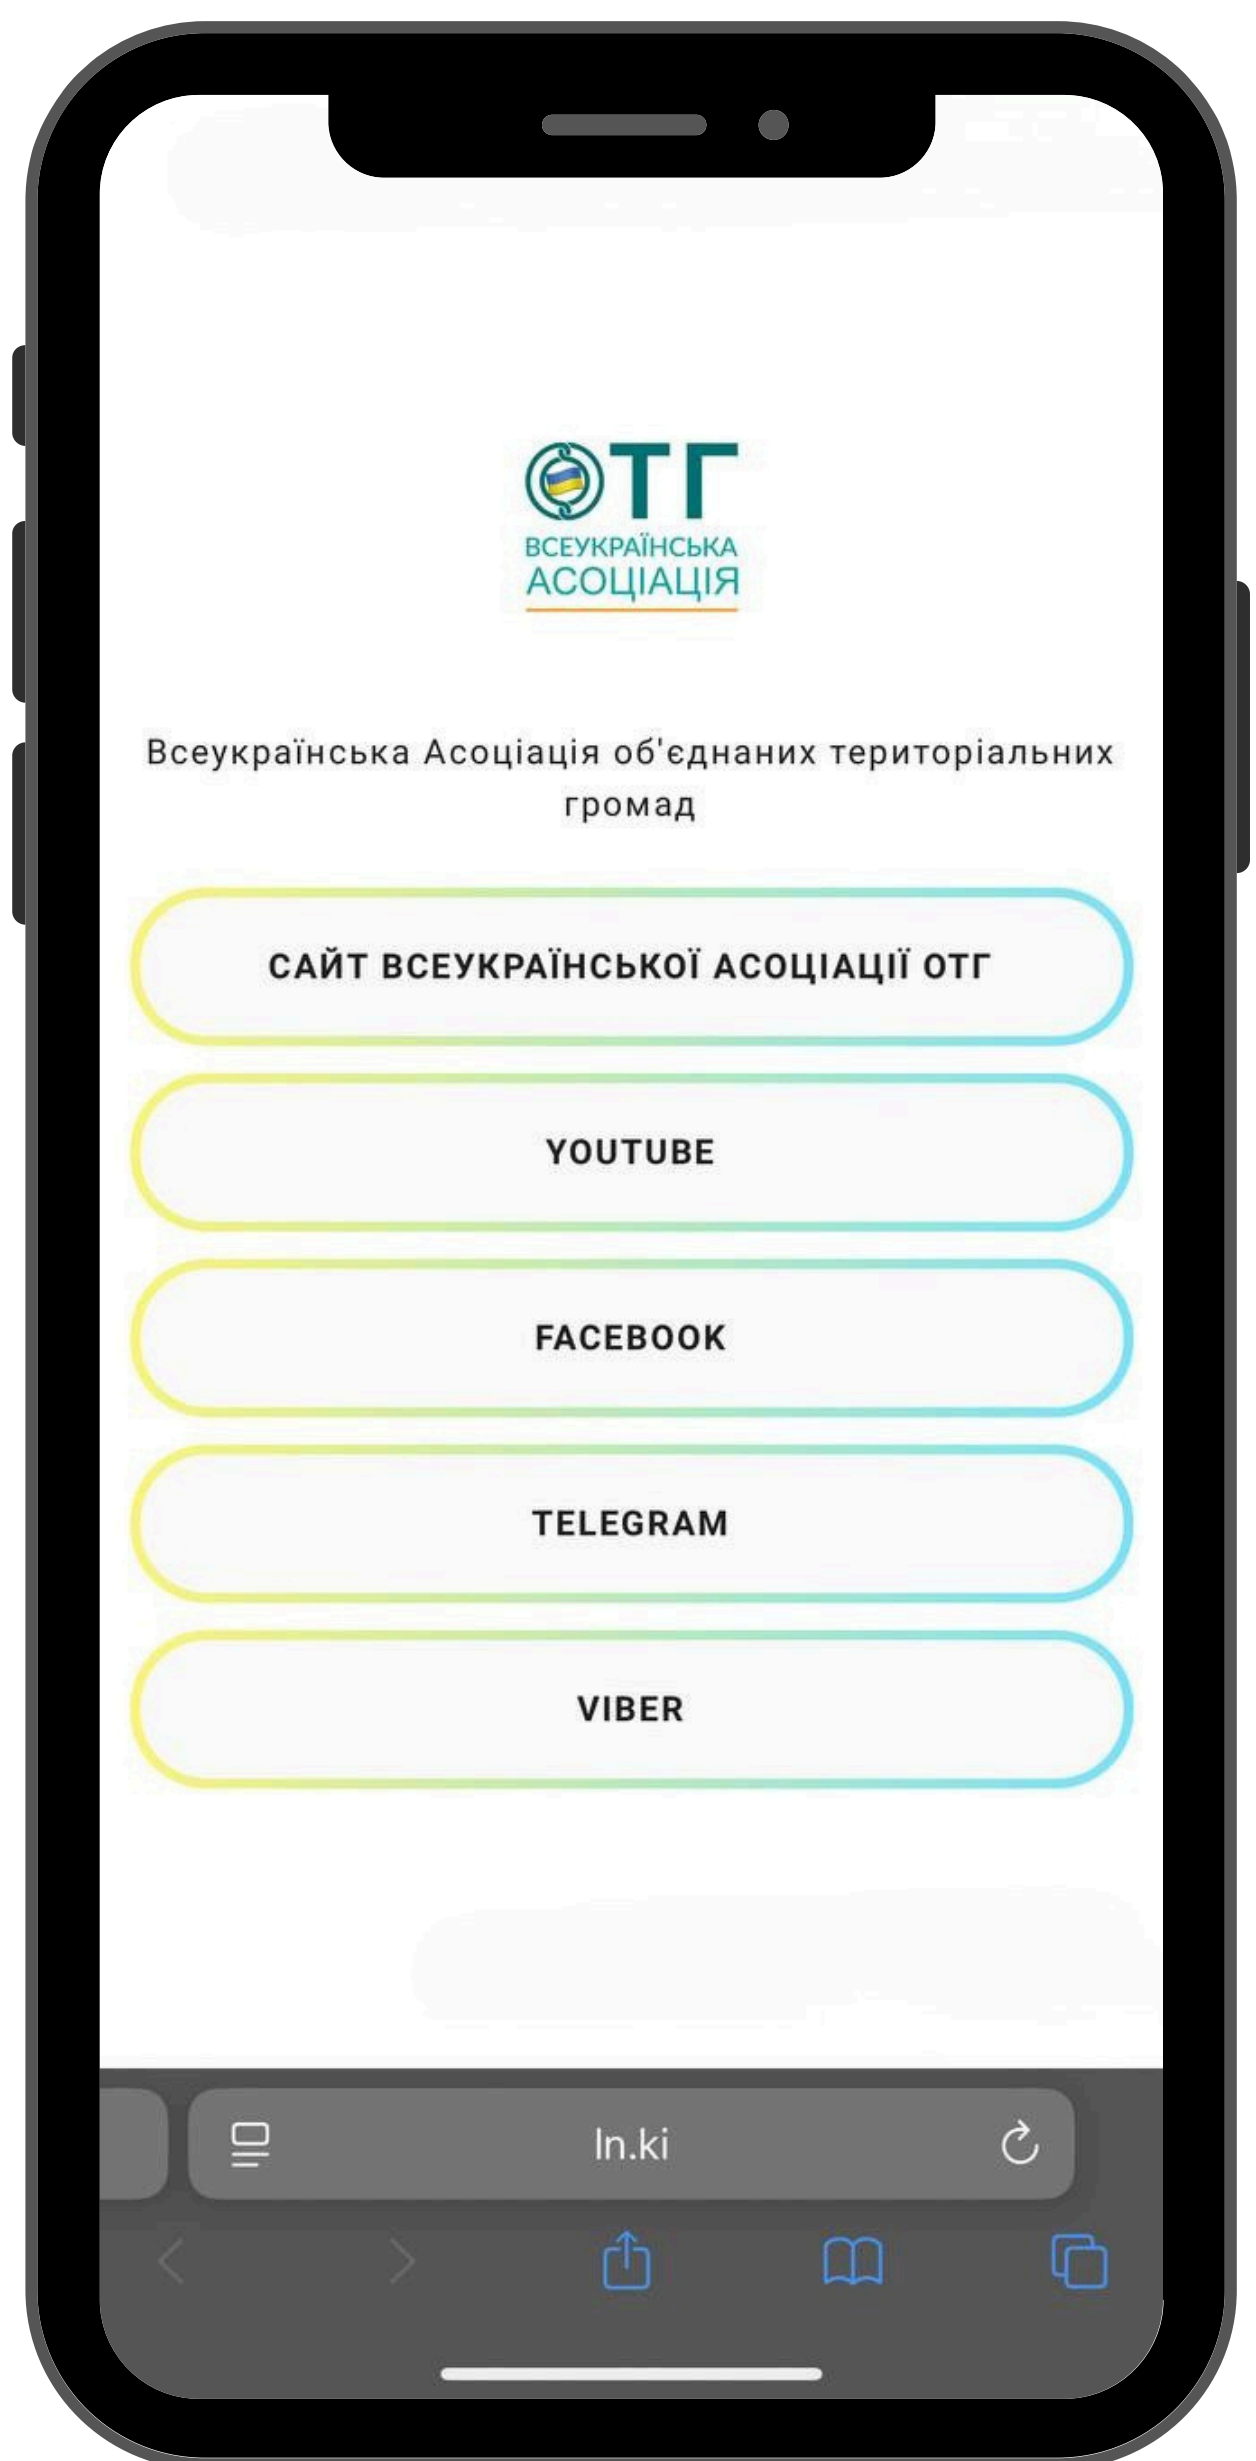 ОТГ
ВСЕУКРАЇНСЬКА
АСОЦІАЦІЯ
Всеукраїнська Асоціація об'єднаних територіальних
громад
САЙТ ВСЕУКРАЇНСЬКОЇ АСОЦІАЦІЇ ОТГ
YOUTUBE
FACEBOOK
TELEGRAM
VIBER
ln.ki